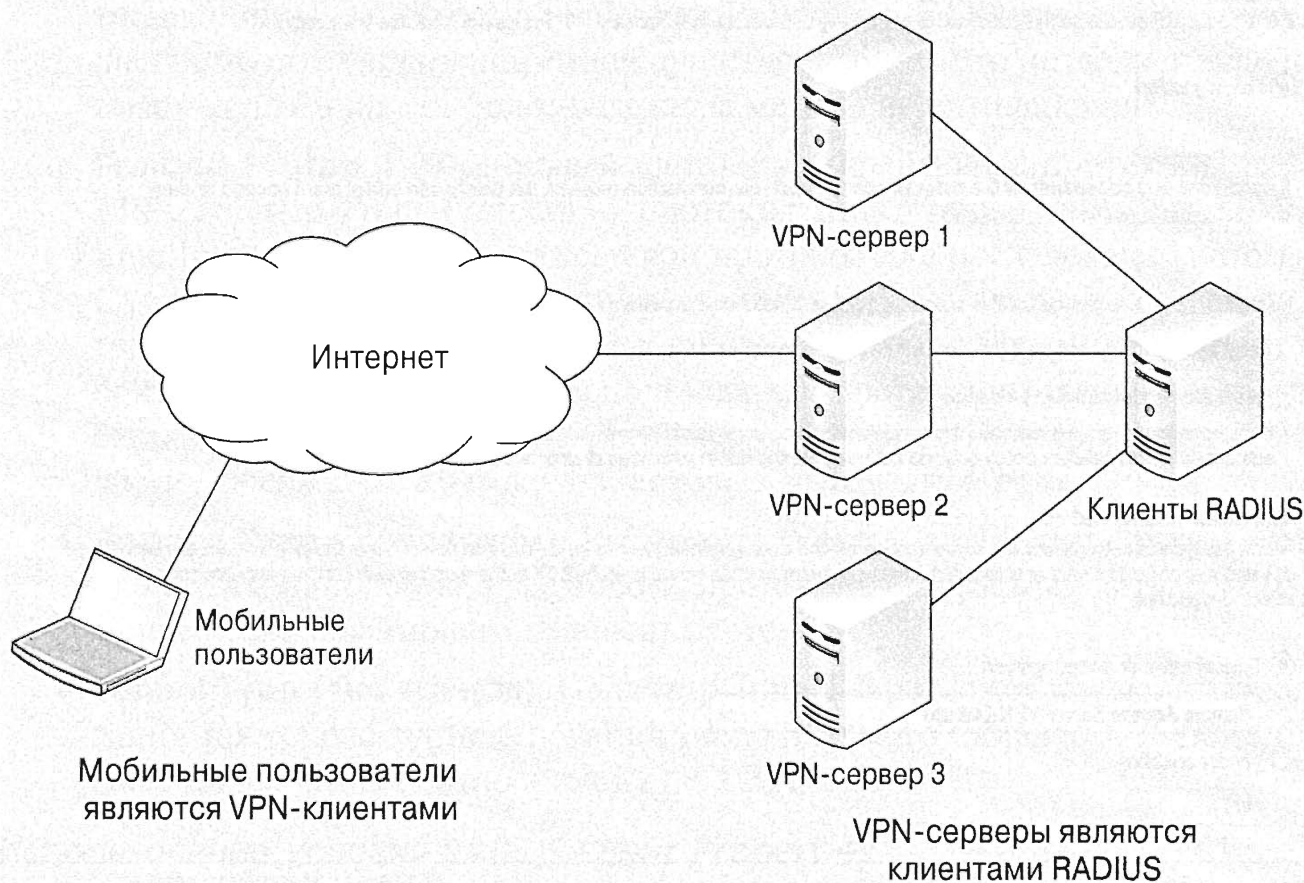 VPN-сервер 1
Интернет
VPN-сервер 2
Клиенты RADIUS
Мобильные
пользователи
VPN-сервер 3
Мобильные пользователи
являются VPN-клиентами
VPN-серверы являются
клиентами RADIUS